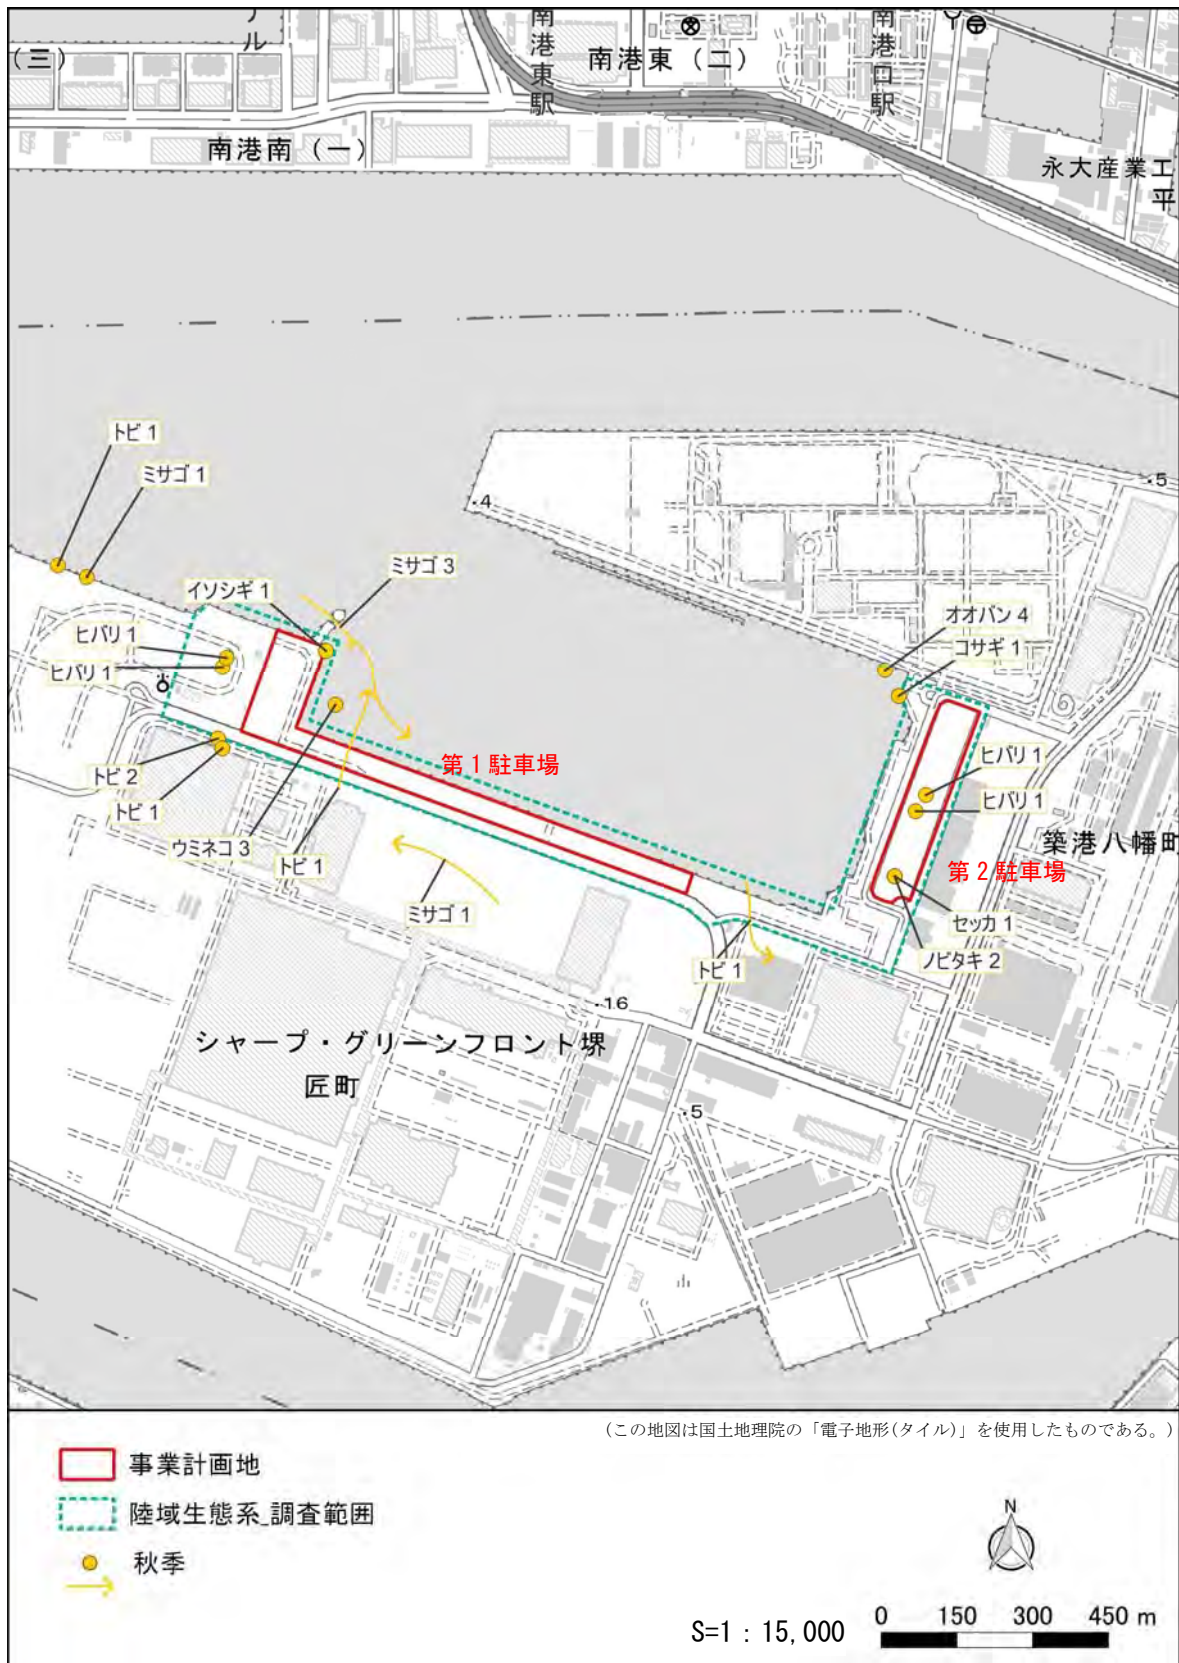 ナル
南港東駅
南港東（二）
南港口駅
（三）
南港南（一）
永大産業工
平
トビ 1
ミサゴ 1
・4
・5
ミサゴ 3
イソシギ 1
オオバン 4
ヒバリ 1
コサギ 1
ヒバリ 1
第1駐車場
ヒバリ 1
トビ 2
ヒバリ 1
トビ 1
築港八幡町
ウミネコ 3
トビ 1
第2駐車場
ミサゴ 1
セッカ 1
トビ 1
ノビタキ 2
・16
シャープ・グリーンフロント堺
匠町
・5
（この地図は国土地理院の「電子地形(タイル)」を使用したものである。）
事業計画地
陸域生態系_調査範囲
秋季
N
S=1：15,000
0 150 300 450 m